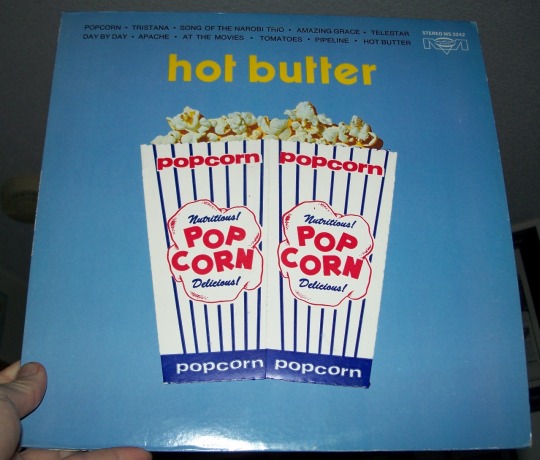 POPCORN • TRISTANA • SONG OF THE NAROBI TRIO • AMAZING GRACE • TELESTAR
DAY BY DAY • APACHE • AT THE MOVIES • TOMATOES • PIPELINE • HOT BUTTER
STEREO MS 3242
hot butter
popcorn popcorn
Nutritious! Nutritious!
POP POP
CORN CORN
Delicious! Delicious!
popcorn popcorn